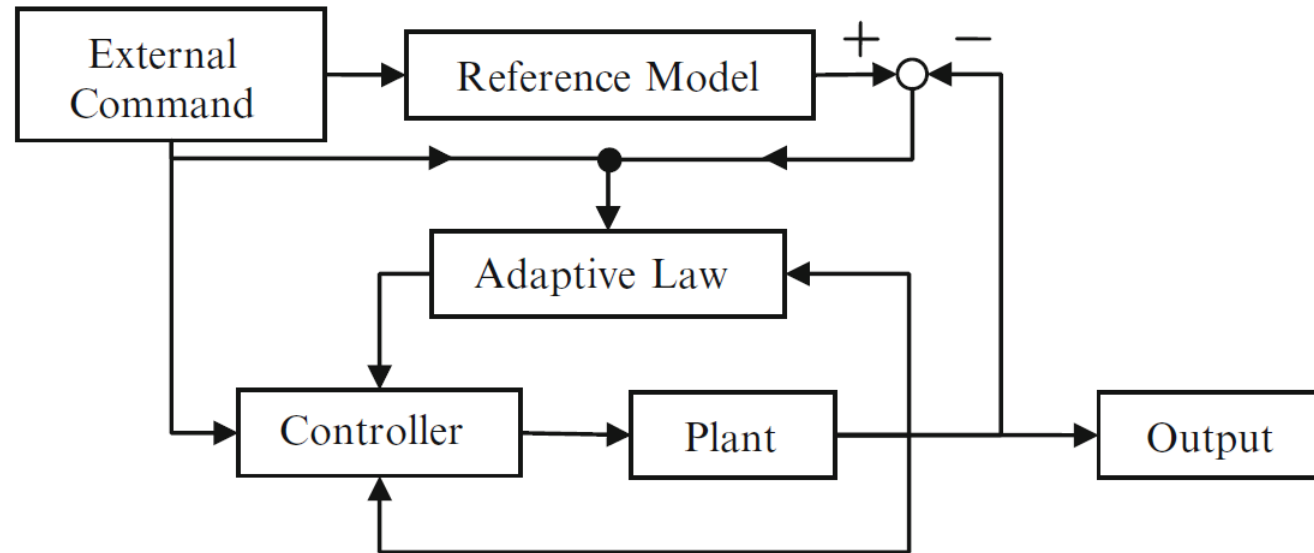 External
Command
Reference Model
+
−
Adaptive Law
Controller
Plant
Output